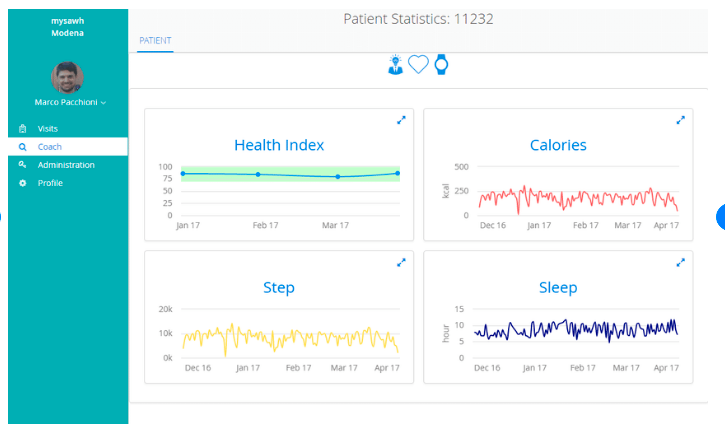 mysawh
Modena
Marco Pacchioni
Visits
Coach
Administration
Profile
Patient Statistics: 11232
PATIENT
Health Index
100
75
50
25
0
Jan 17 Feb 17 Mar 17
Calories
kcal
500
250
0
Dec 16 Jan 17 Feb 17 Mar 17 Apr 17
Step
20k
10k
0k
Dec 16 Jan 17 Feb 17 Mar 17 Apr 17
Sleep
hour
15
10
5
0
Dec 16 Jan 17 Feb 17 Mar 17 Apr 17